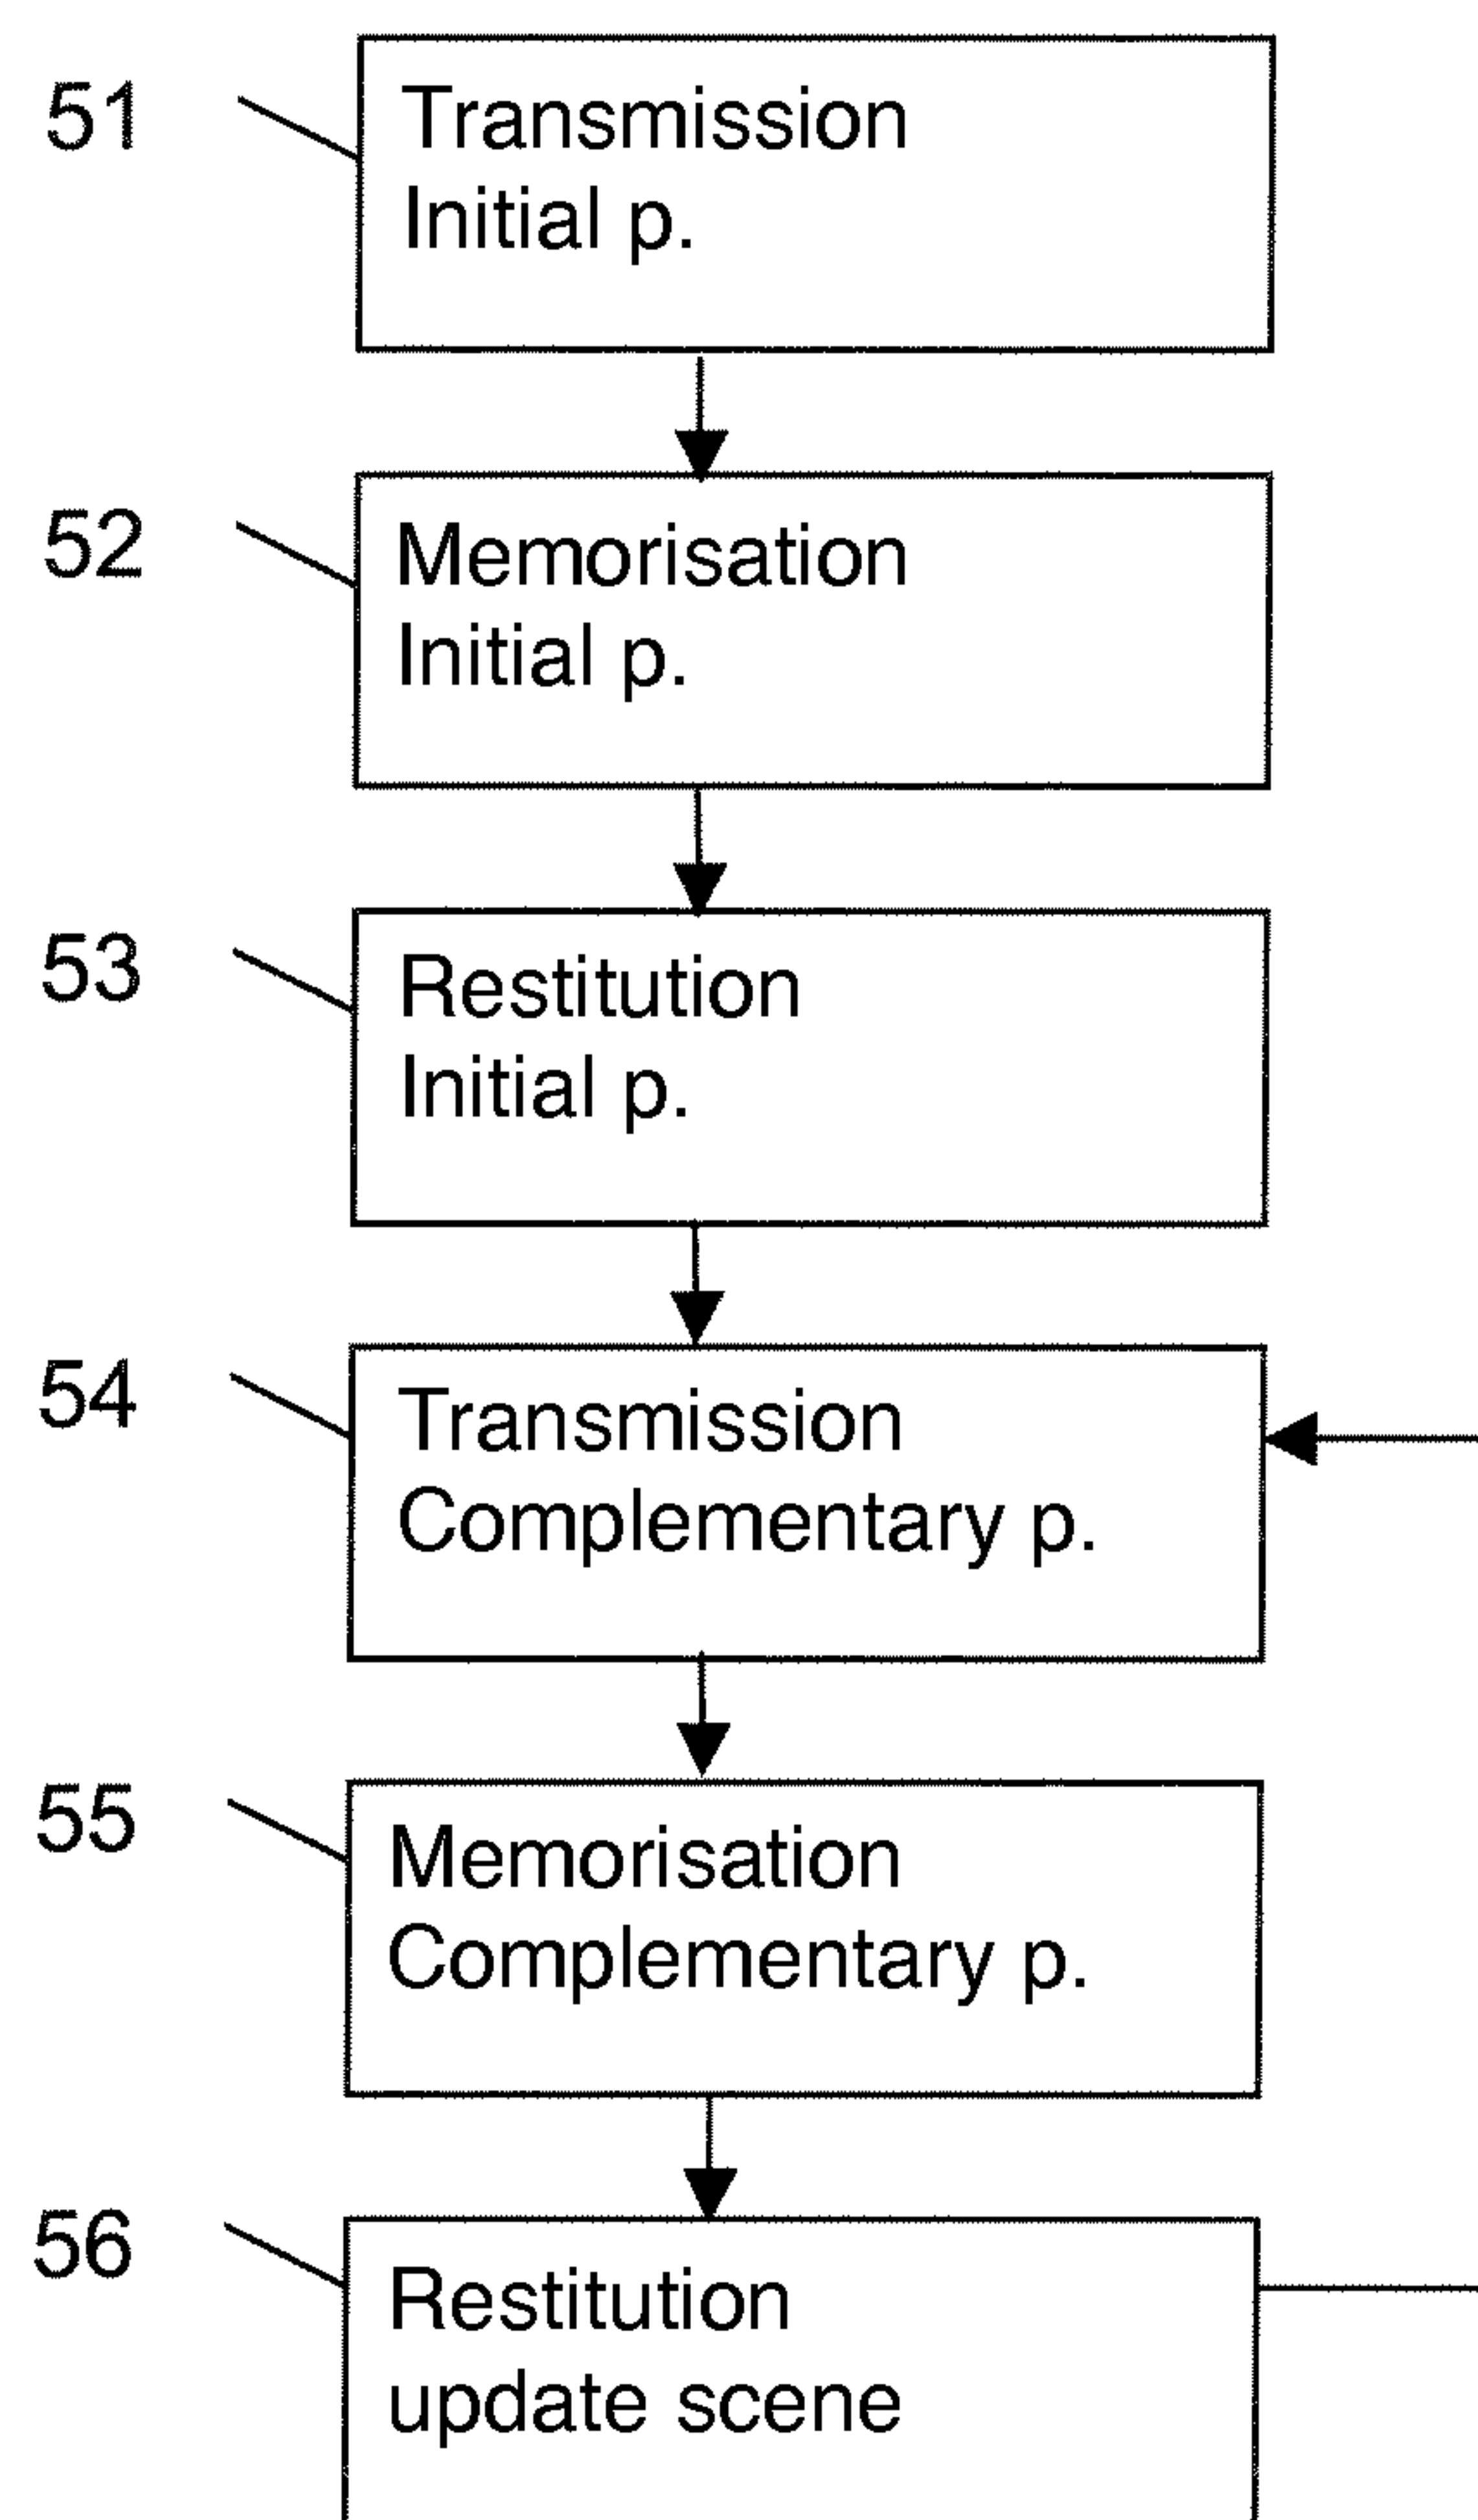 51
Transmission
Initial p.
52
Memorisation
Initial p.
53
Restitution
Initial p.
54
Transmission
Complementary p.
55
Memorisation
Complementary p.
56
Restitution
update scene